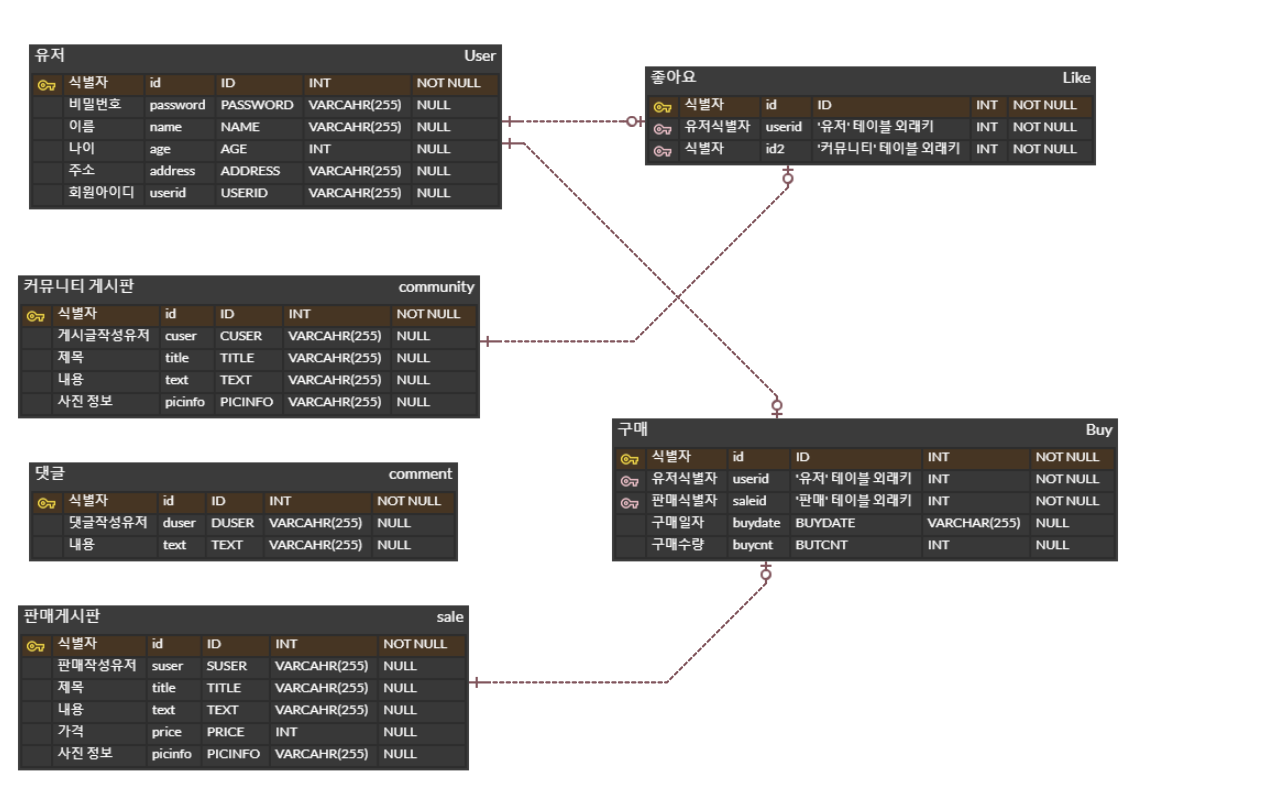 유저 User
식별자 id ID INT NOT NULL
비밀번호 password PASSWORD VARCAHR(255) NULL
이름 name NAME VARCAHR(255) NULL
나이 age AGE INT NULL
주소 address ADDRESS VARCAHR(255) NULL
회원아이디 userid USERID VARCAHR(255) NULL
좋아요 Like
식별자 id ID INT NOT NULL
유저식별자 userid '유저' 테이블 외래키 INT NOT NULL
식별자 id2 '커뮤니티' 테이블 외래키 INT NOT NULL
커뮤니티 게시판 community
식별자 id ID INT NOT NULL
게시글작성유저 cuser CUSER VARCAHR(255) NULL
제목 title TITLE VARCAHR(255) NULL
내용 text TEXT VARCAHR(255) NULL
사진 정보 picinfo PICINFO VARCAHR(255) NULL
구매 Buy
식별자 id ID INT NOT NULL
유저식별자 userid '유저' 테이블 외래키 INT NOT NULL
판매식별자 saleid '판매' 테이블 외래키 INT NOT NULL
구매일자 buydate BUYDATE VARCHAR(255) NULL
구매수량 buycnt BUTCNT INT NULL
댓글 comment
식별자 id ID INT NOT NULL
댓글작성유저 duser DUSER VARCAHR(255) NULL
내용 text TEXT VARCAHR(255) NULL
판매게시판 sale
식별자 id ID INT NOT NULL
판매작성유저 suser SUSER VARCAHR(255) NULL
제목 title TITLE VARCAHR(255) NULL
내용 text TEXT VARCAHR(255) NULL
가격 price PRICE INT NULL
사진 정보 picinfo PICINFO VARCAHR(255) NULL